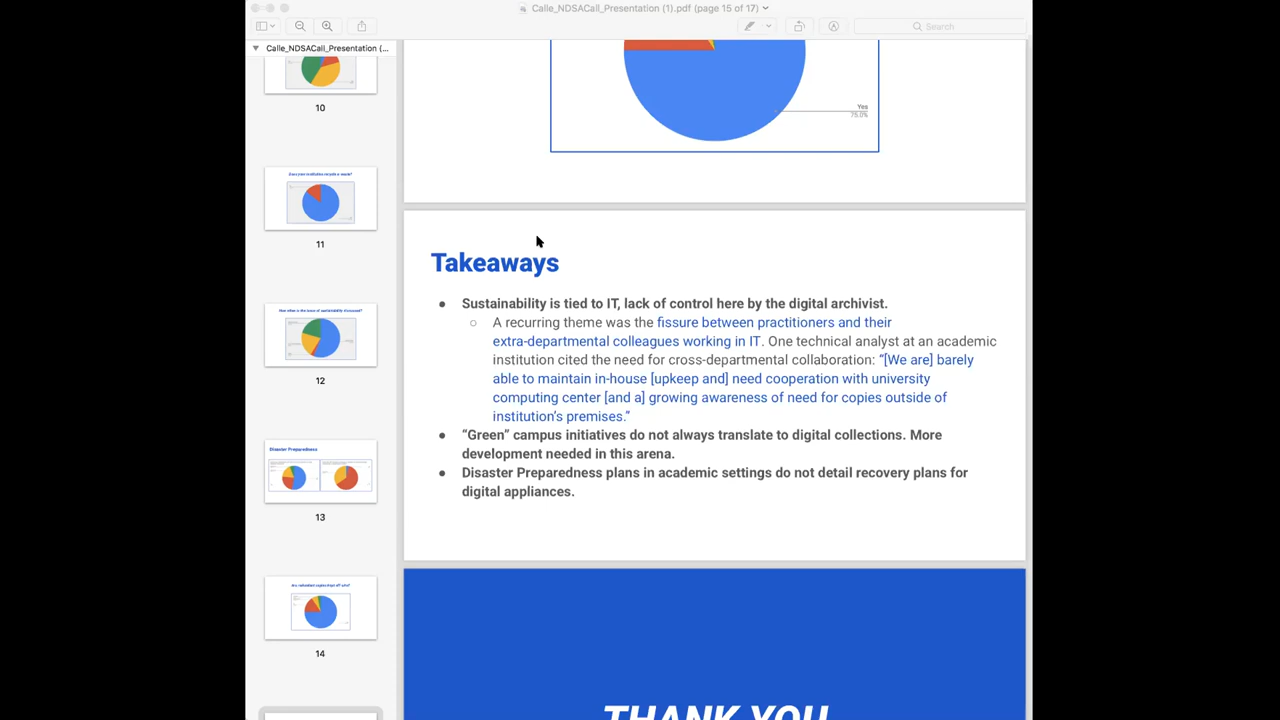 Calle_NDSACall_Presentation (1).pdf (page 15 of 17)
Search
Calle_NDSACall_Presentation (...
10
Does your institution recycle e-waste?
11
12
Disaster Preparedness
13
14
Yes
75.0%
Takeaways
● Sustainability is tied to IT, lack of control here by the digital archivist.
○ A recurring theme was the fissure between practitioners and their
extra-departmental colleagues working in IT. One technical analyst at an academic
institution cited the need for cross-departmental collaboration: “[We are] barely
able to maintain in-house [upkeep and] need cooperation with university
computing center [and a] growing awareness of need for copies outside of
institution’s premises.”
● “Green” campus initiatives do not always translate to digital collections. More
development needed in this arena.
● Disaster Preparedness plans in academic settings do not detail recovery plans for
digital appliances.
THANK YOU